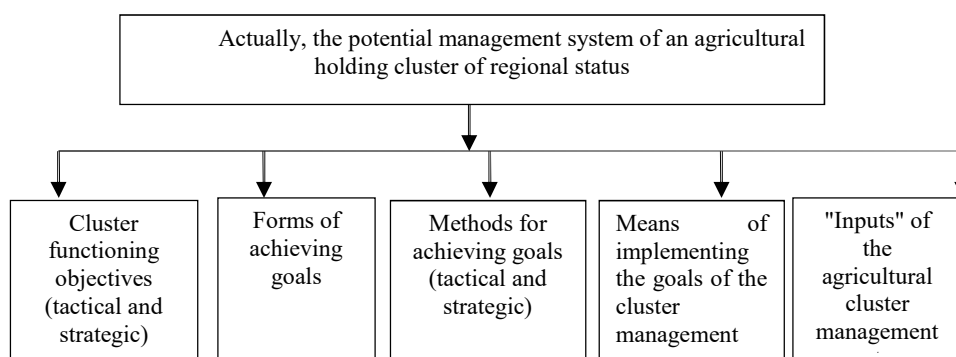 Actually, the potential management system of an agricultural
holding cluster of regional status
Cluster
functioning
objectives
(tactical and
strategic)
Forms of
achieving
goals
Methods for
achieving goals
(tactical and
strategic)
Means of
implementing
the goals of the
cluster
management
"Inputs" of
the
agricultural
cluster
management